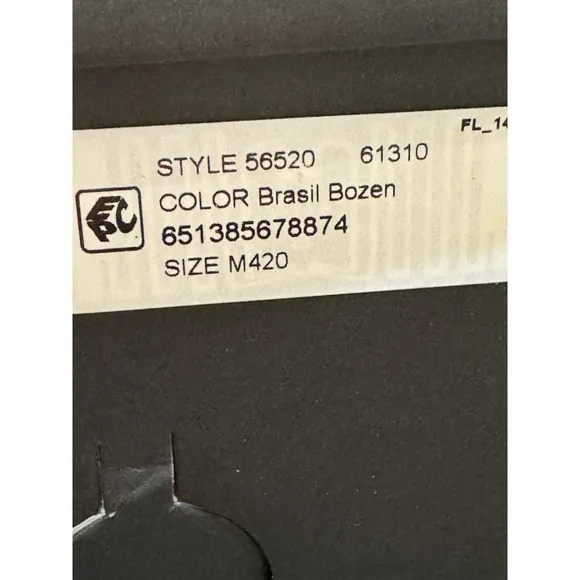 FL_14
STYLE 56520 61310
COLOR Brasil Bozen
651385678874
SIZE M420